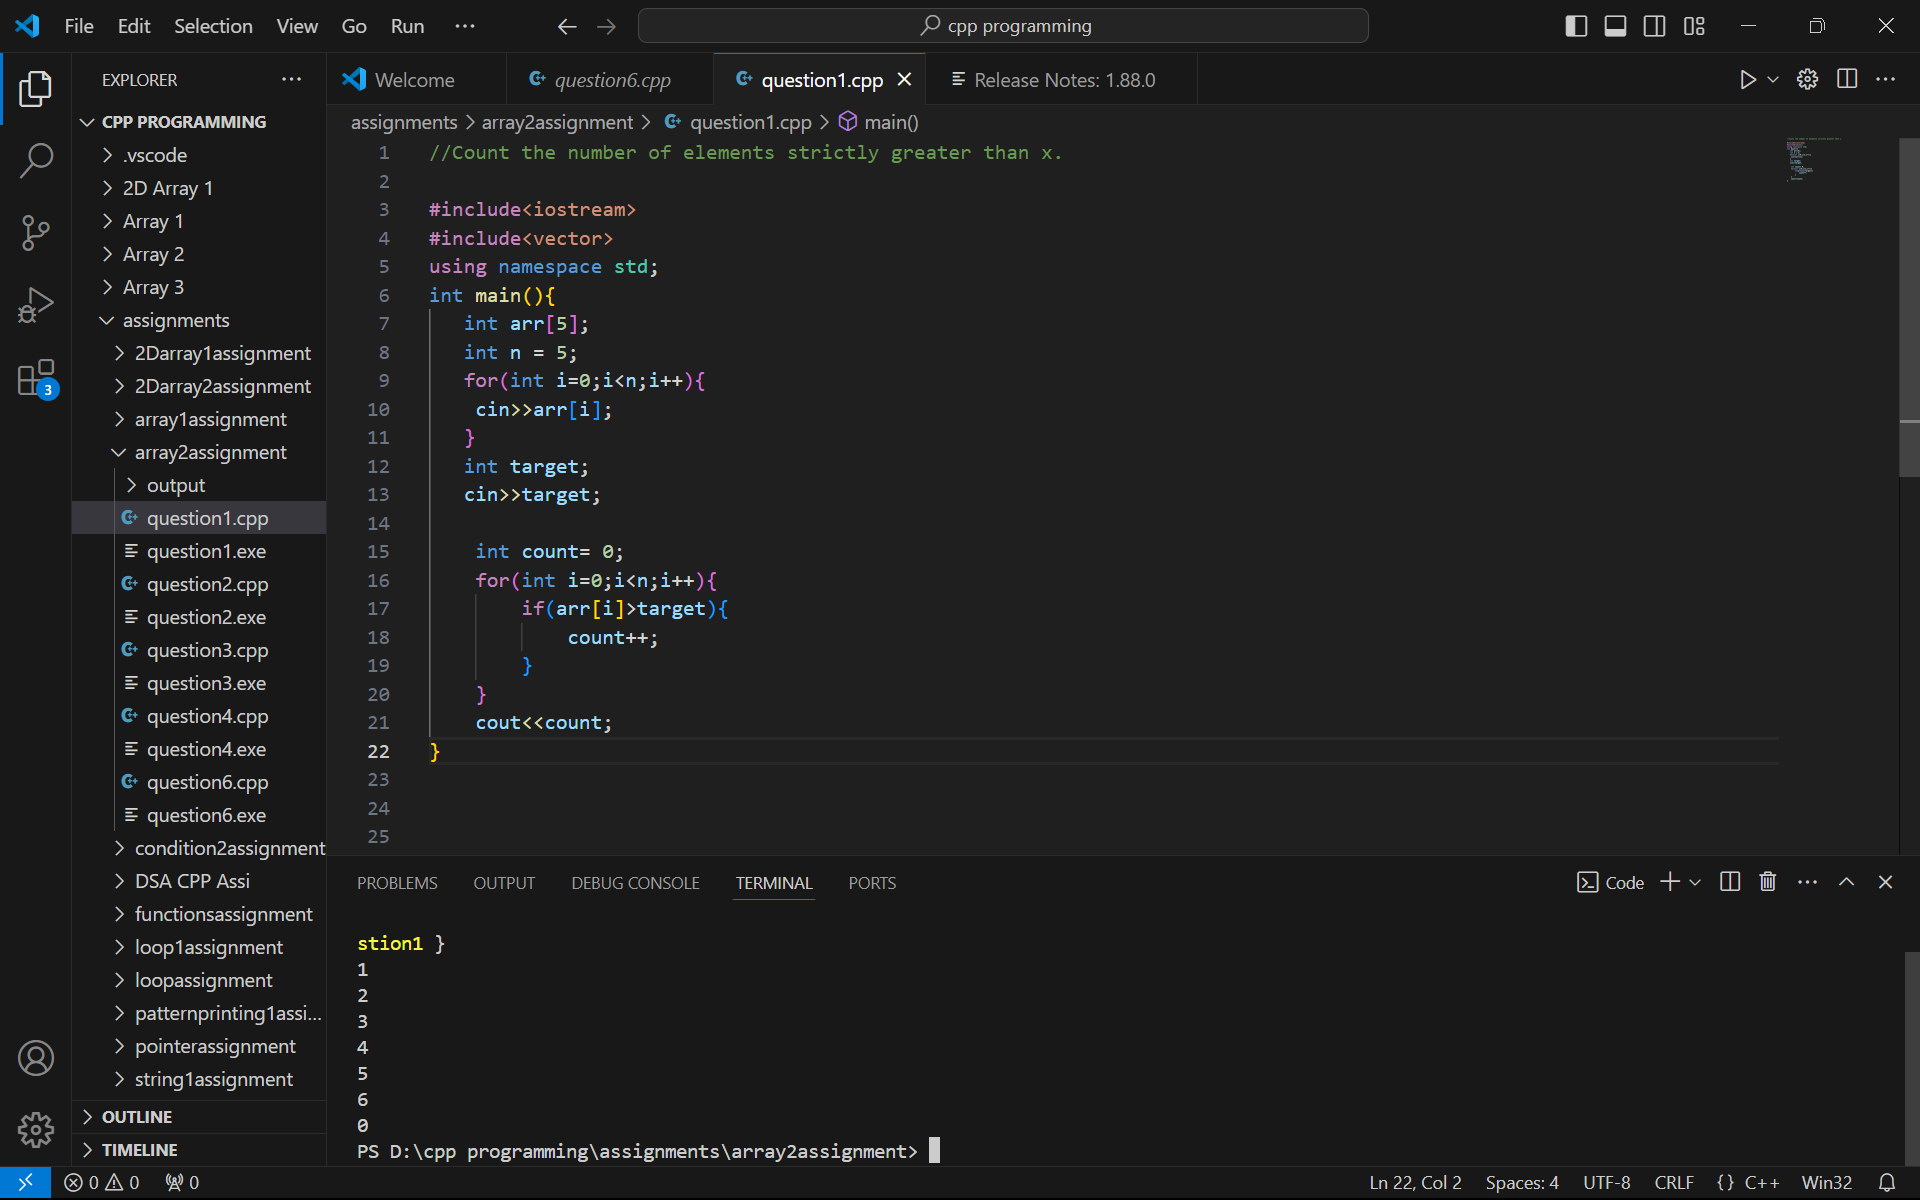 File Edit Selection View Go Run ··· cpp programming
EXPLORER ···
CPP PROGRAMMING
.vscode
2D Array 1
Array 1
Array 2
Array 3
assignments
2Darray1assignment
2Darray2assignment
array1assignment
array2assignment
output
question1.cpp
question1.exe
question2.cpp
question2.exe
question3.cpp
question3.exe
question4.cpp
question4.exe
question6.cpp
question6.exe
condition2assignment
DSA CPP Assi
functionsassignment
loop1assignment
loopassignment
patternprinting1assi...
pointerassignment
string1assignment
OUTLINE
TIMELINE
3
Welcome question6.cpp question1.cpp Release Notes: 1.88.0
assignments > array2assignment > question1.cpp > main()
1 //Count the number of elements strictly greater than x.
2
3 #include<iostream>
4 #include<vector>
5 using namespace std;
6 int main(){
7 int arr[5];
8 int n = 5;
9 for(int i=0;i<n;i++){
10 cin>>arr[i];
11 }
12 int target;
13 cin>>target;
14
15 int count= 0;
16 for(int i=0;i<n;i++){
17 if(arr[i]>target){
18 count++;
19 }
20 }
21 cout<<count;
22 }
23
24
25
PROBLEMS OUTPUT DEBUG CONSOLE TERMINAL PORTS Code
stion1 }
1
2
3
4
5
6
0
PS D:\cpp programming\assignments\array2assignment>
0 0 0 Ln 22, Col 2 Spaces: 4 UTF-8 CRLF {} C++ Win32